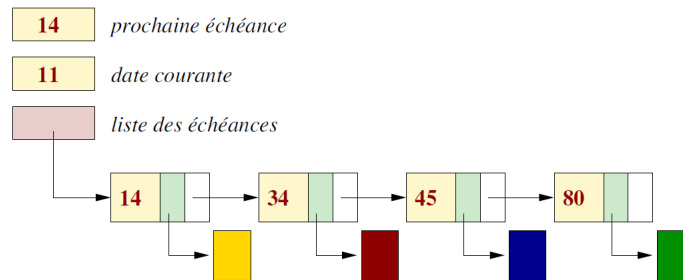 14 prochaine échéance
11 date courante
liste des échéances
14 34 45 80